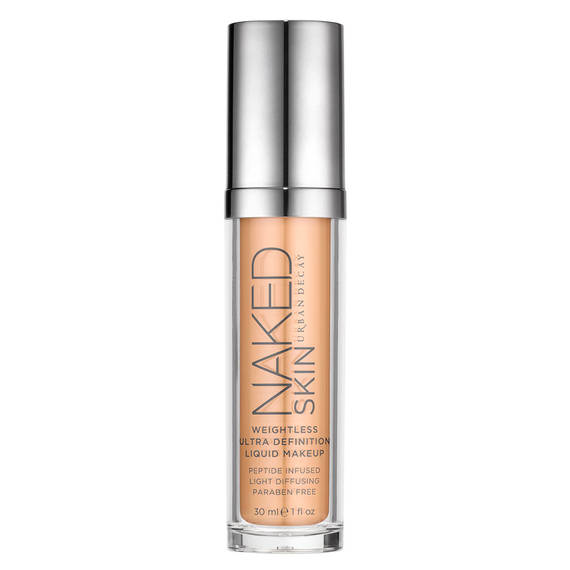 NAKED
SKIN
URBAN DECAY
WEIGHTLESS
ULTRA DEFINITION
LIQUID MAKEUP
PEPTIDE INFUSED
LIGHT DIFFUSING
PARABEN FREE
30 ml ℮ 1 fl oz